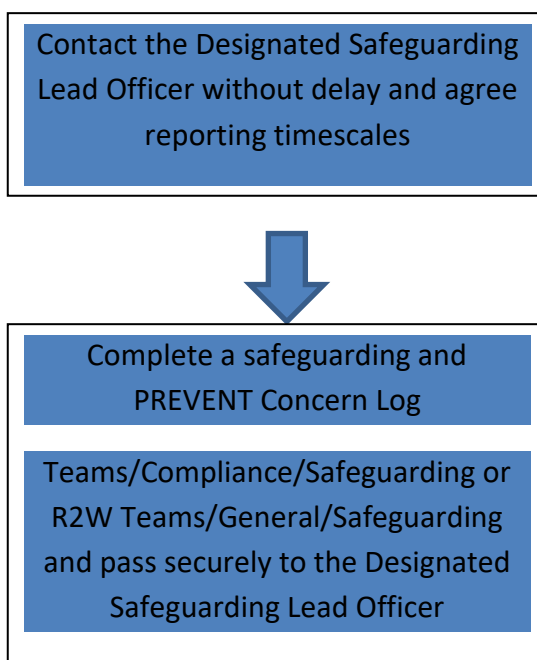 Contact the Designated Safeguarding
Lead Officer without delay and agree
reporting timescales
Complete a safeguarding and
PREVENT Concern Log
Teams/Compliance/Safeguarding or
R2W Teams/General/Safeguarding
and pass securely to the Designated
Safeguarding Lead Officer